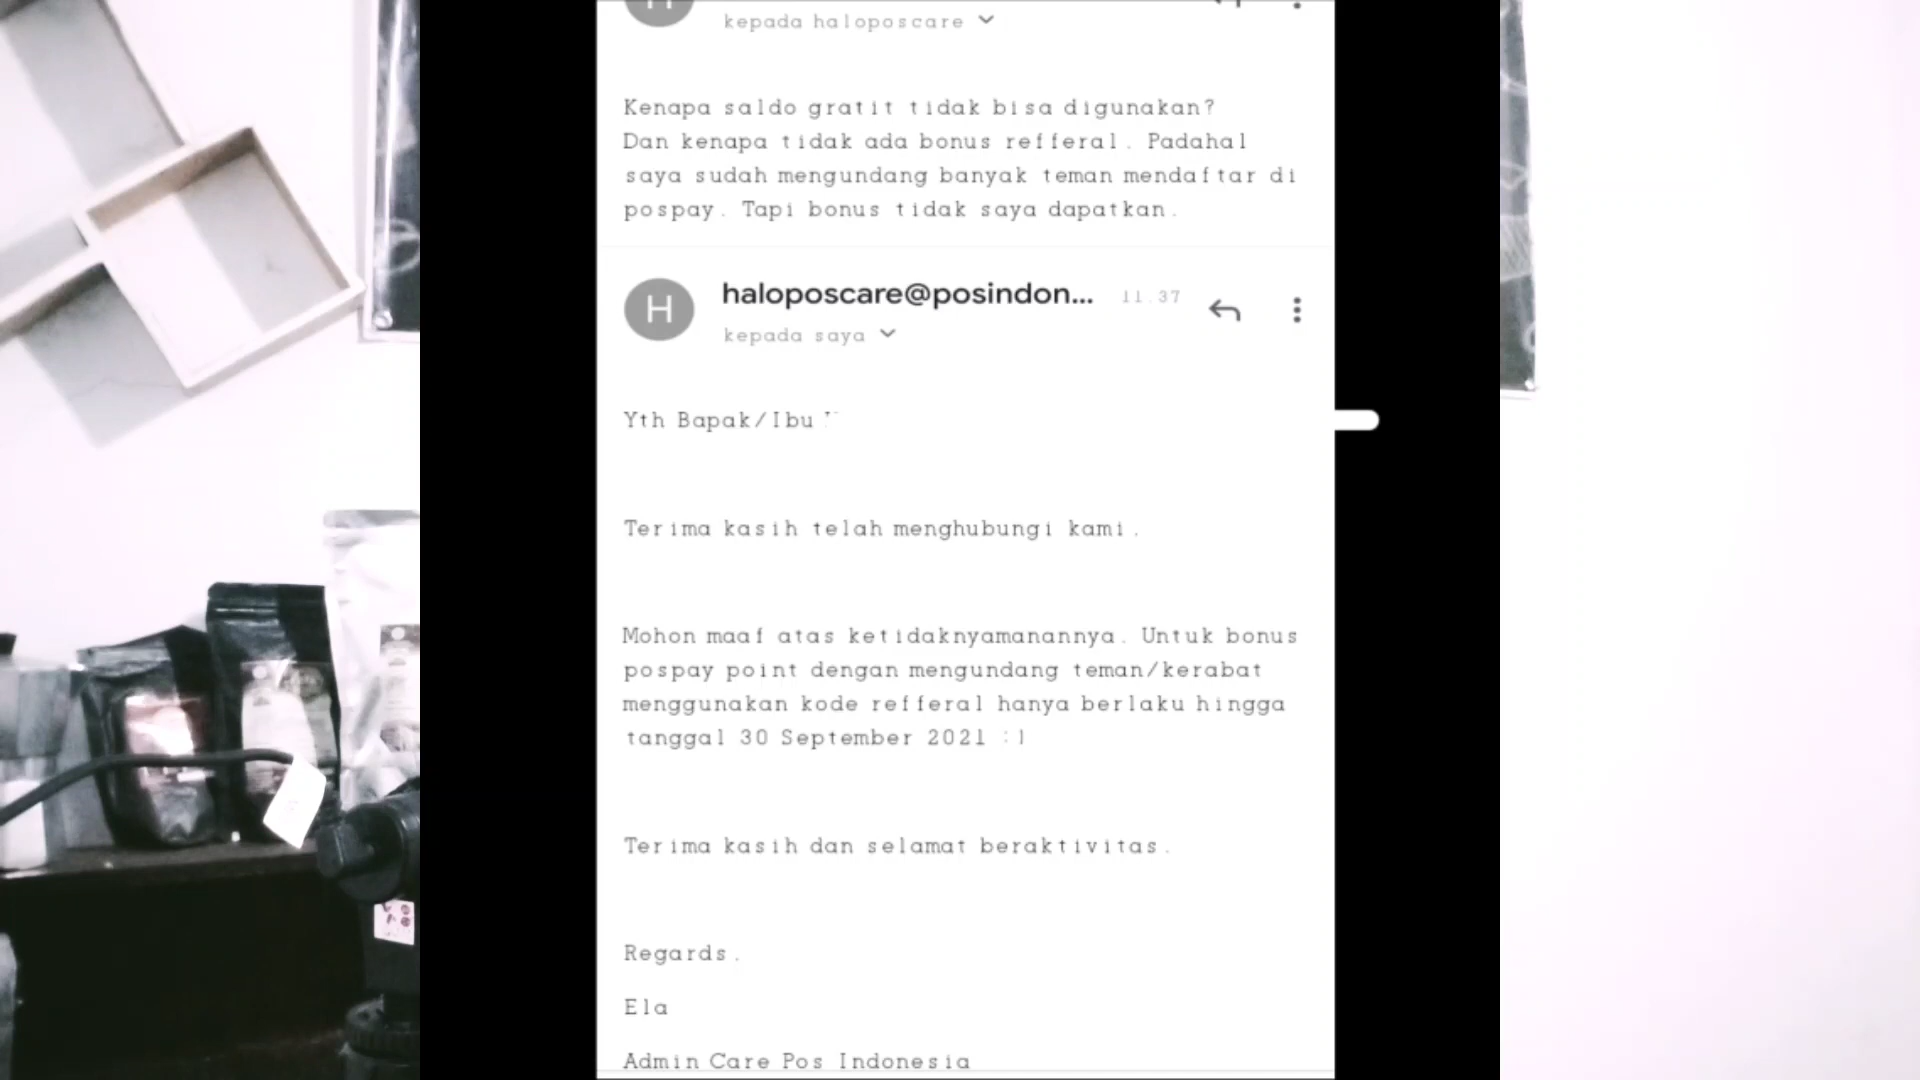 kepada haloposcare
Kenapa saldo gratit tidak bisa digunakan?
Dan kenapa tidak ada bonus refferal. Padahal
saya sudah mengundang banyak teman mendaftar di
pospay. Tapi bonus tidak saya dapatkan.
H
haloposcare@posindon...
11.37
kepada saya
Yth Bapak/Ibu
Terima kasih telah menghubungi kami.
Mohon maaf atas ketidaknyamanannya. Untuk bonus
pospay point dengan mengundang teman/kerabat
menggunakan kode refferal hanya berlaku hingga
tanggal 30 September 2021 :)
Terima kasih dan selamat beraktivitas.
Regards.
Ela
Admin Care Pos Indonesia